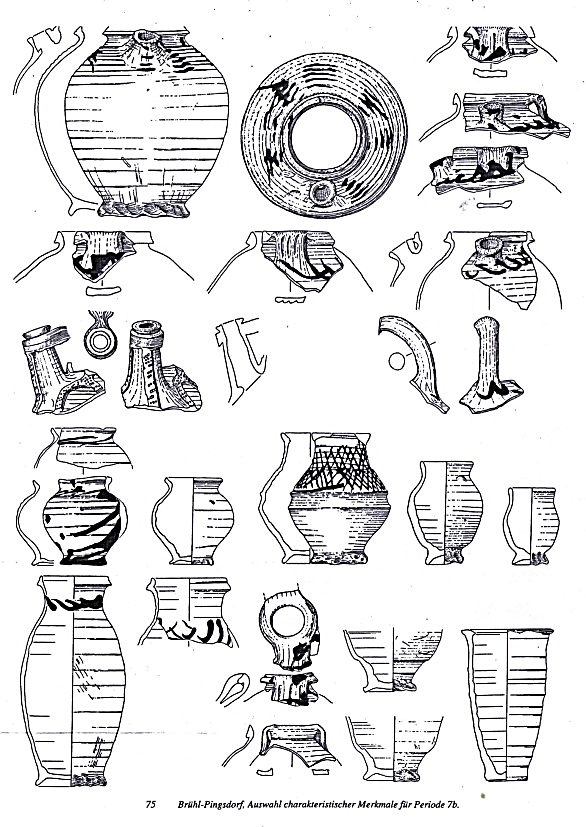 75 Brühl-Pingsdorf, Auswahl charakteristischer Merkmale für Periode 7b.